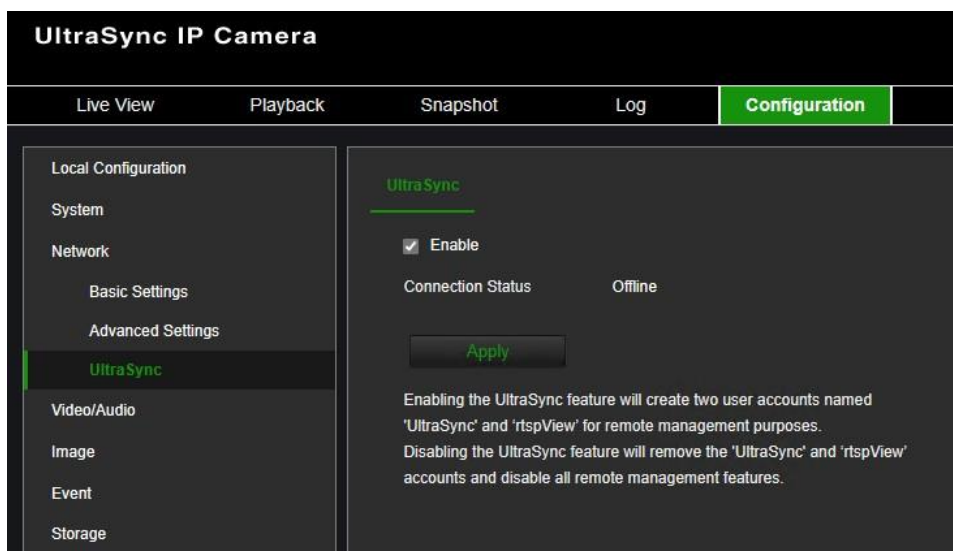 UltraSync IP Camera
Live View Playback Snapshot Log Configuration
Local Configuration
System
Network
Basic Settings
Advanced Settings
UltraSync
Video/Audio
Image
Event
Storage
UltraSync
Enable
Connection Status Offline
Apply
Enabling the UltraSync feature will create two user accounts named
'UltraSync' and ‘rtspView’ for remote management purposes.
Disabling the UltraSync feature will remove the 'UltraSync' and ‘rtspView’
accounts and disable all remote management features.